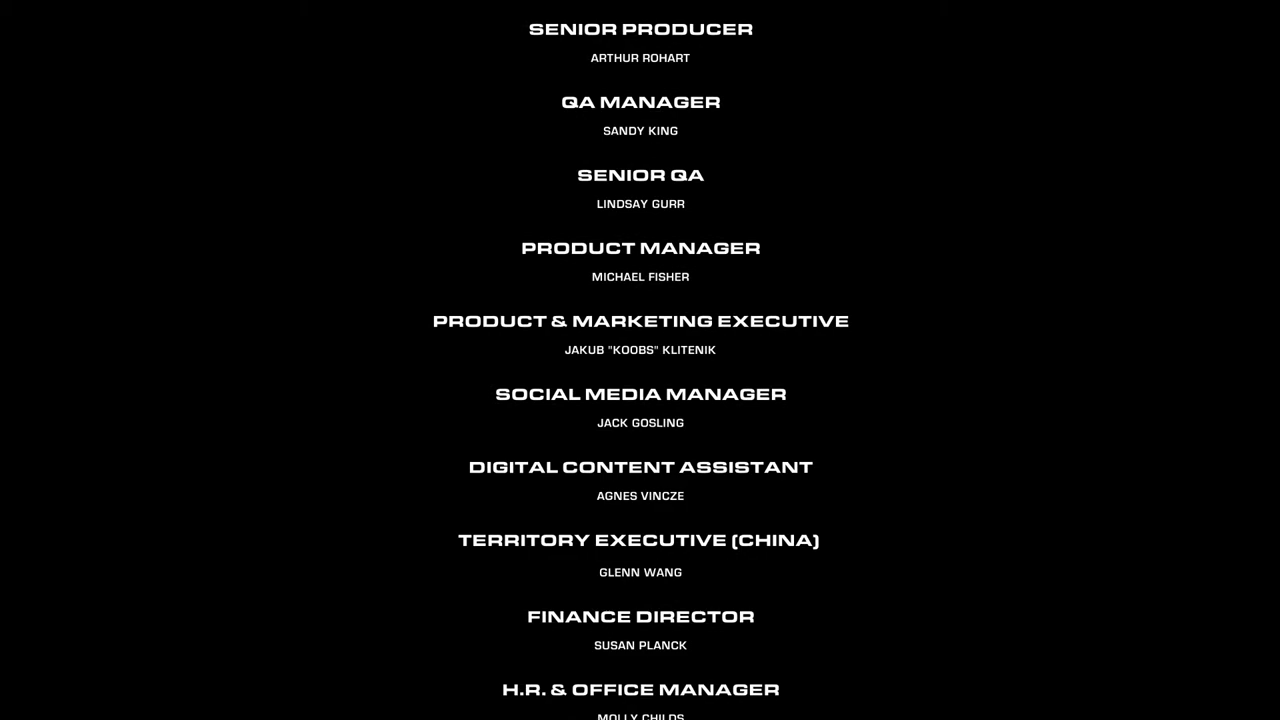 SENIOR PRODUCER
ARTHUR ROHART
QA MANAGER
SANDY KING
SENIOR QA
LINDSAY GURR
PRODUCT MANAGER
MICHAEL FISHER
PRODUCT & MARKETING EXECUTIVE
JAKUB "KOOBS" KLITENIK
SOCIAL MEDIA MANAGER
JACK GOSLING
DIGITAL CONTENT ASSISTANT
AGNES VINCZE
TERRITORY EXECUTIVE (CHINA)
GLENN WANG
FINANCE DIRECTOR
SUSAN PLANCK
H.R. & OFFICE MANAGER
MOLLY CHILDS